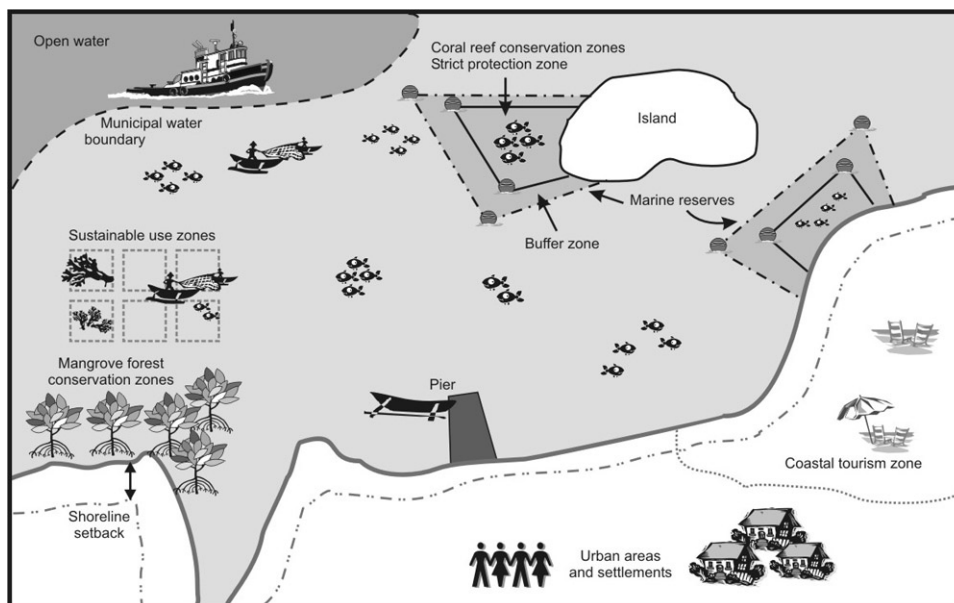 Open water
Coral reef conservation zones
Strict protection zone
Island
Municipal water
boundary
Marine reserves
Buffer zone
Sustainable use zones
Mangrove forest
conservation zones
Pier
Coastal tourism zone
Shoreline
setback
Urban areas
and settlements